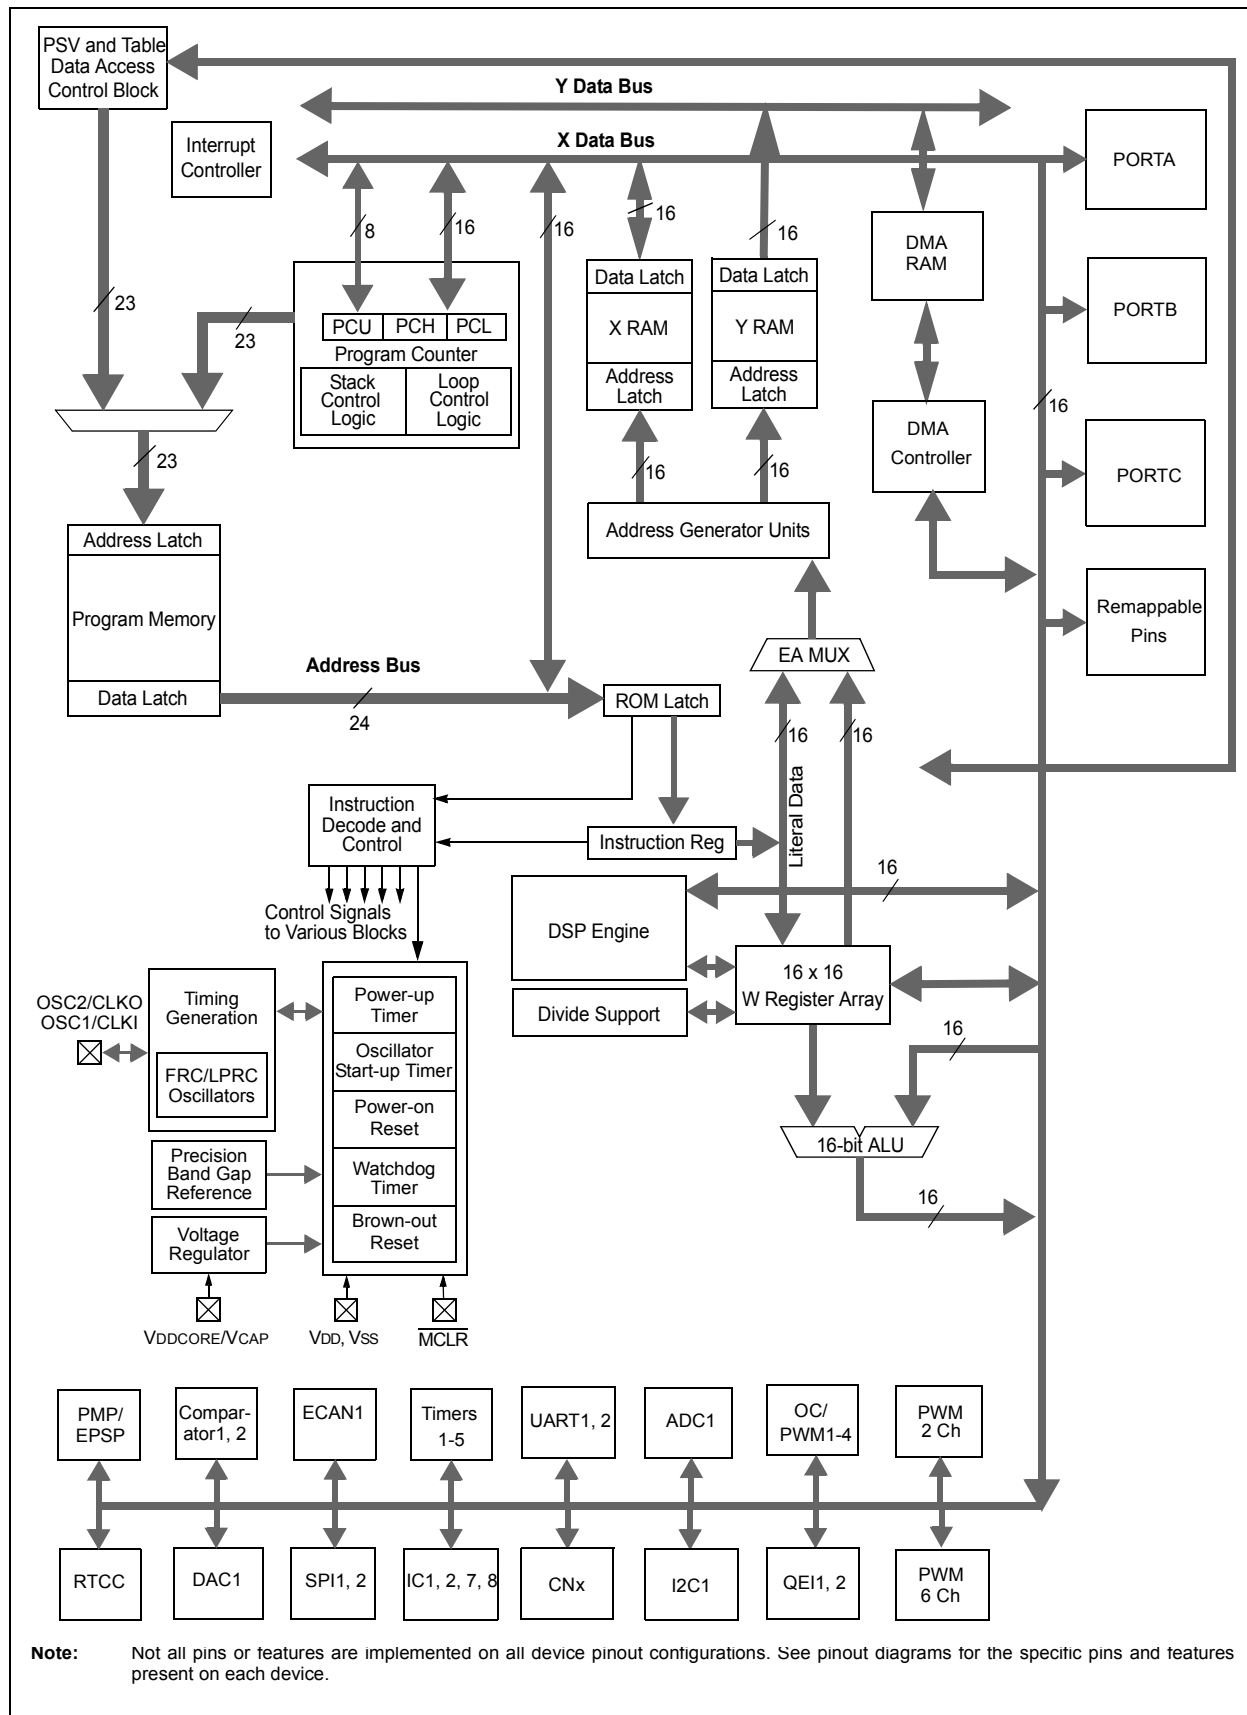 PSV and Table
Data Access
Control Block
Y Data Bus
X Data Bus
Interrupt
Controller
PORTA
8
16
16
16
16
DMA
RAM
23
23
Data Latch
X RAM
Address
Latch
Data Latch
Y RAM
Address
Latch
PORTB
PCU
PCH
PCL
Program Counter
Stack
Control
Logic
Loop
Control
Logic
16
DMA
Controller
23
16
16
PORTC
Address Latch
Program Memory
Data Latch
Address Generator Units
Remappable
Pins
EA MUX
Address Bus
24
ROM Latch
16
16
Literal Data
Instruction
Decode and
Control
Instruction Reg
16
Control Signals
to Various Blocks
DSP Engine
16 x 16
W Register Array
Divide Support
OSC2/CLKO
OSC1/CLKI
Timing
Generation
FRC/LPRC
Oscillators
Power-up
Timer
Oscillator
Start-up Timer
Power-on
Reset
Watchdog
Timer
Brown-out
Reset
16
16-bit ALU
16
Precision
Band Gap
Reference
Voltage
Regulator
VDDCORE/VCAP
VDD, VSS
MCLR
PMP/
EPSP
Compar-
ator1, 2
ECAN1
Timers
1-5
UART1, 2
ADC1
OC/
PWM1-4
PWM
2 Ch
RTCC
DAC1
SPI1, 2
IC1, 2, 7, 8
CNx
I2C1
QEI1, 2
PWM
6 Ch
Note: Not all pins or features are implemented on all device pinout configurations. See pinout diagrams for the specific pins and features
present on each device.